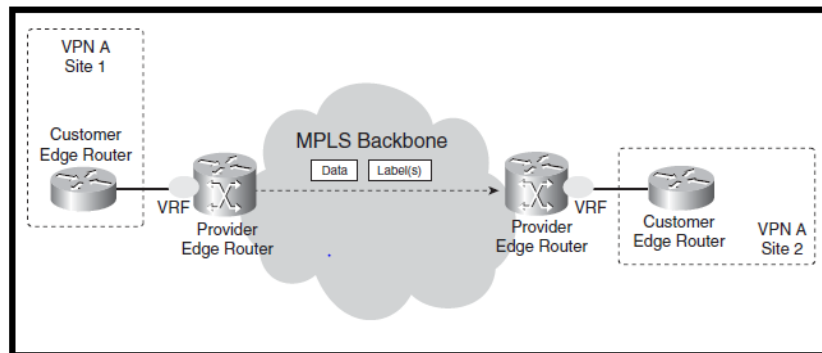 VPN A
Site 1
Customer
Edge Router
VRF
Provider
Edge Router
MPLS Backbone
Data
Label(s)
Provider
Edge Router
VRF
Customer
Edge Router
VPN A
Site 2